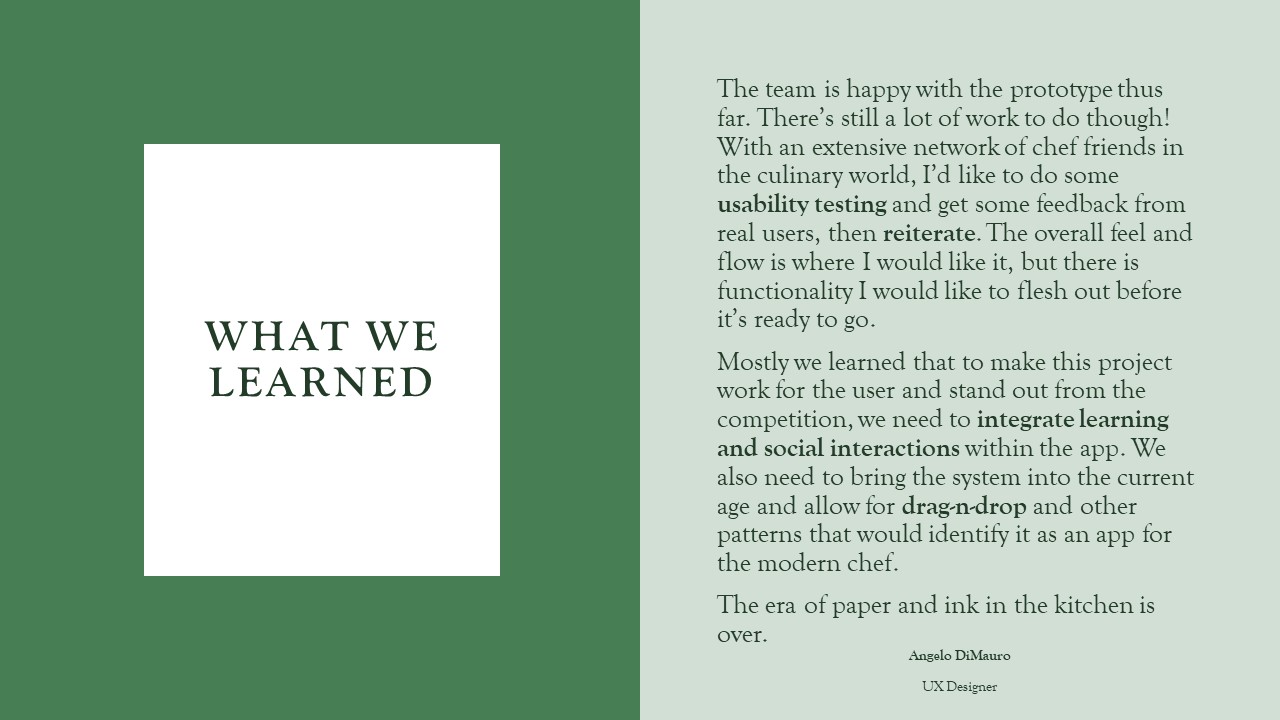 WHAT WE
LEARNED
The team is happy with the prototype thus
far. There’s still a lot of work to do though!
With an extensive network of chef friends in
the culinary world, I’d like to do some
usability testing and get some feedback from
real users, then reiterate. The overall feel and
flow is where I would like it, but there is
functionality I would like to flesh out before
it’s ready to go.
Mostly we learned that to make this project
work for the user and stand out from the
competition, we need to integrate learning
and social interactions within the app. We
also need to bring the system into the current
age and allow for drag-n-drop and other
patterns that would identify it as an app for
the modern chef.
The era of paper and ink in the kitchen is
over.
Angelo DiMauro
UX Designer